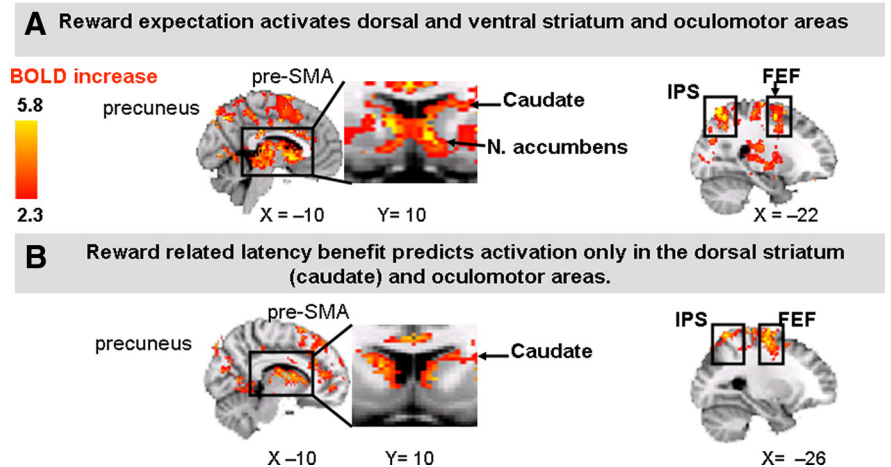 A
Reward expectation activates dorsal and ventral striatum and oculomotor areas
BOLD increase
5.8
2.3
precuneus
pre-SMA
Caudate
N. accumbens
IPS
FEF
X = –10
Y= 10
X = –22
B
Reward related latency benefit predicts activation only in the dorsal striatum
(caudate) and oculomotor areas.
precuneus
pre-SMA
Caudate
IPS
FEF
X –10
Y= 10
X= –26